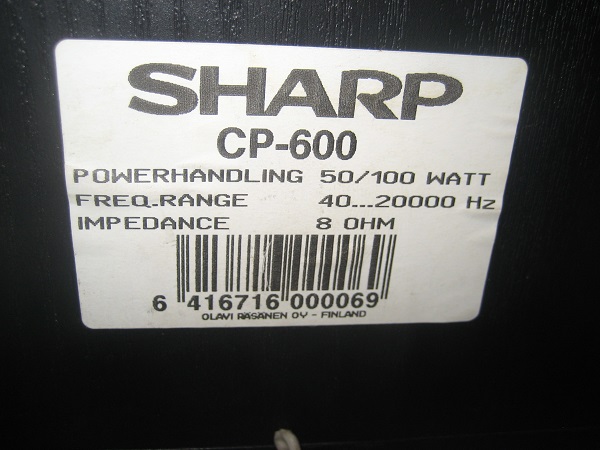 SHARP
CP-600
POWERHANDLING 50/100 WATT
FREQ.RANGE 40...20000 Hz
IMPEDANCE 8 OHM
6 416716 000069
OLAVI RÄSÄNEN OY - FINLAND